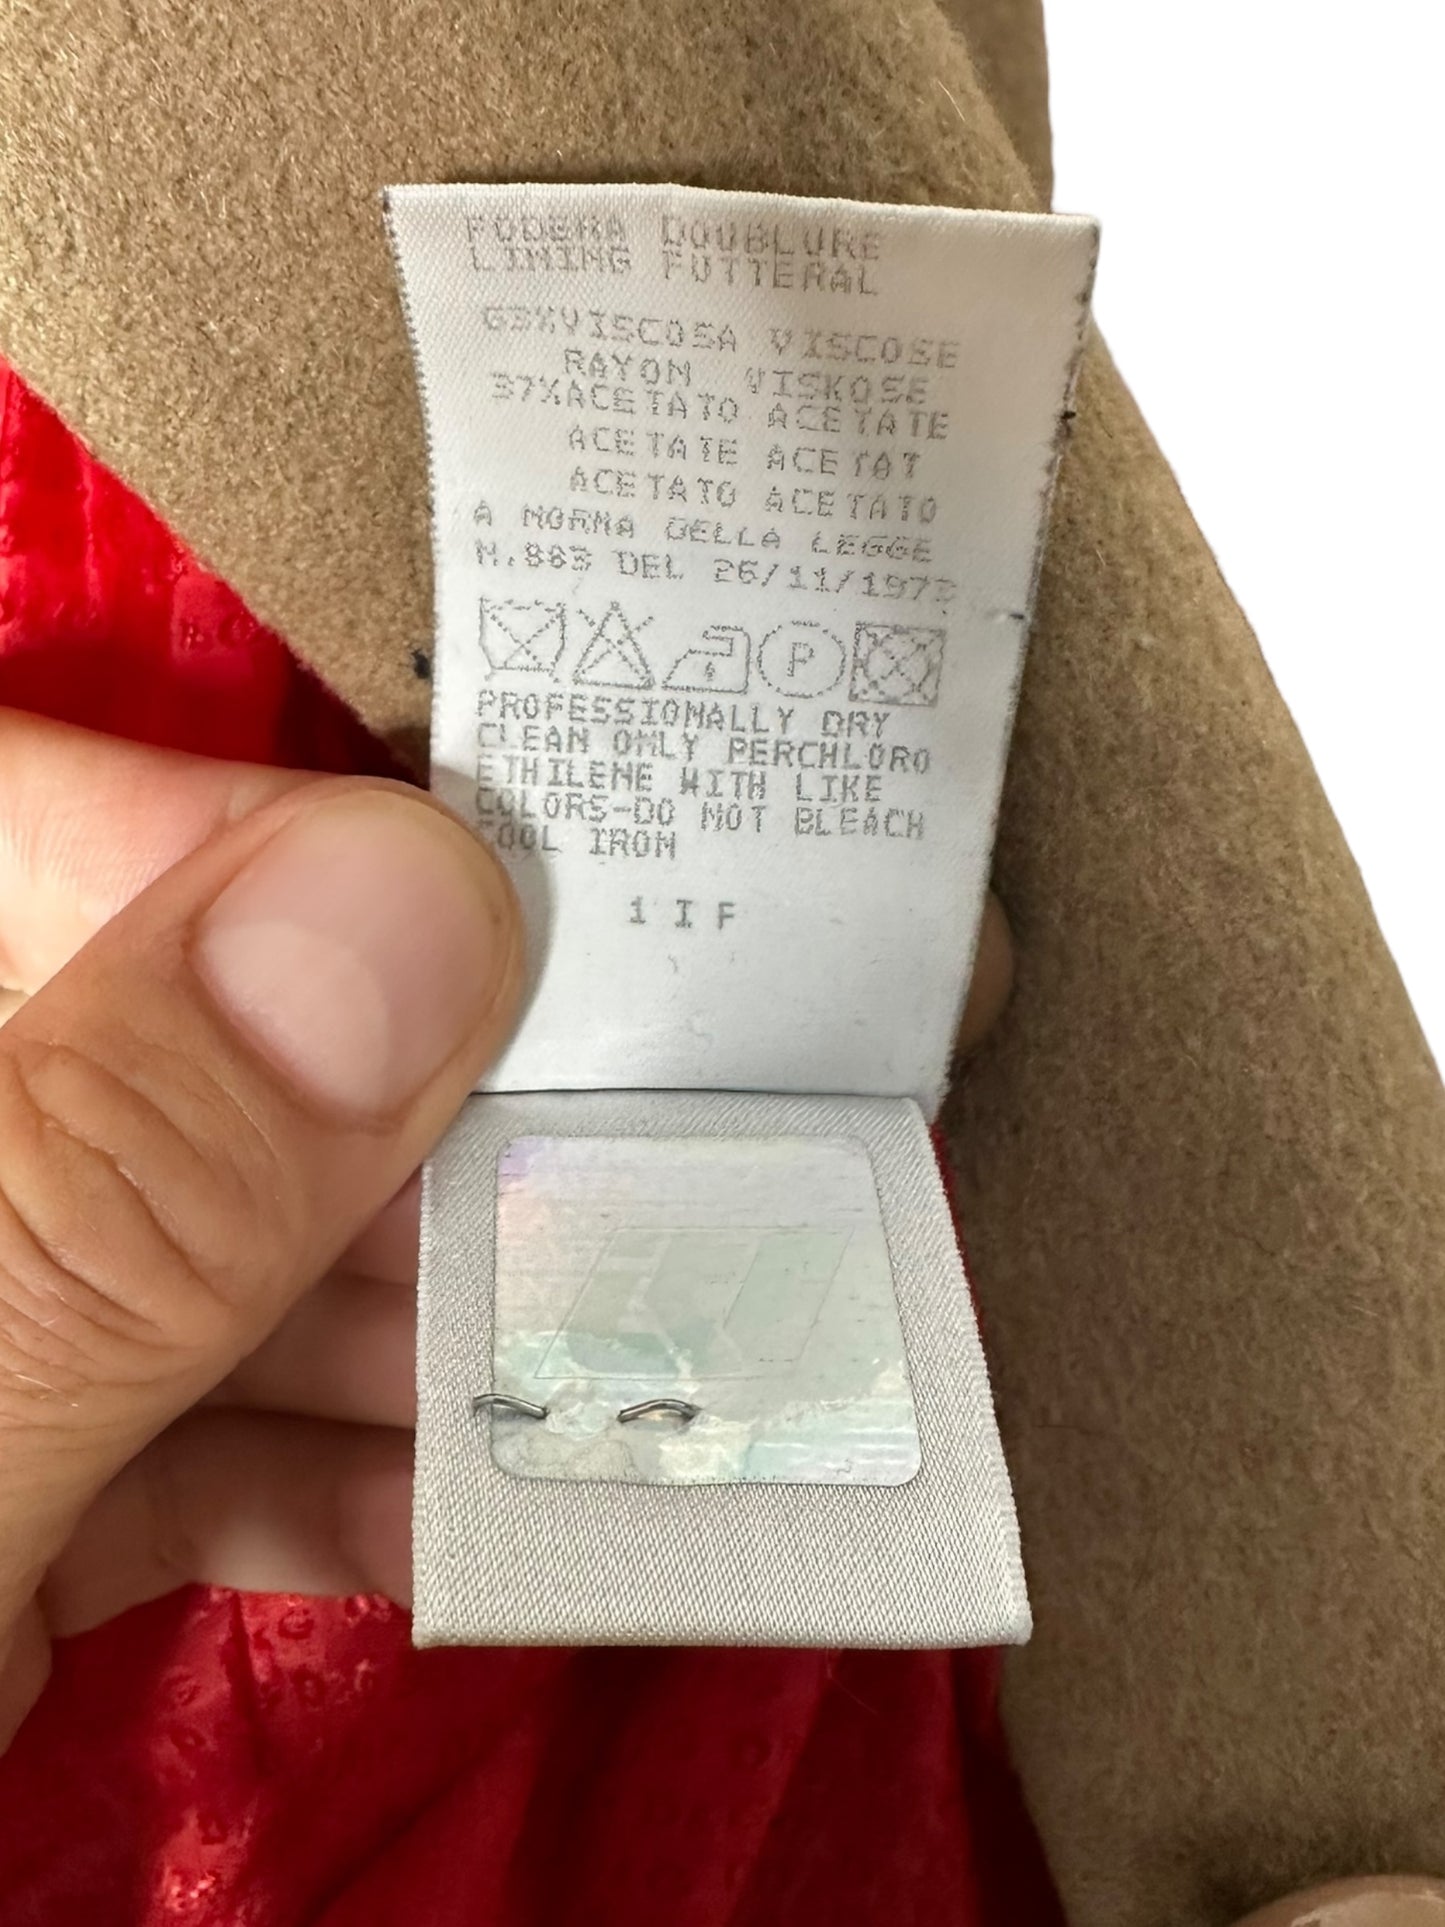 FODERA DOUBLURE
LINING FUTTERAL
63%VISCOSA VISCOSE
RAYON VISKOSE
37%ACETATO ACETATE
ACETATE ACETAT
ACETATO ACETATO
A NORMA DELLA LEGGE
N.883 DEL 26/11/1973
P
PROFESSIONALLY DRY
CLEAN ONLY PERCHLORO
ETHILENE WITH LIKE
COLORS-DO NOT BLEACH
COOL IRON
1 I F